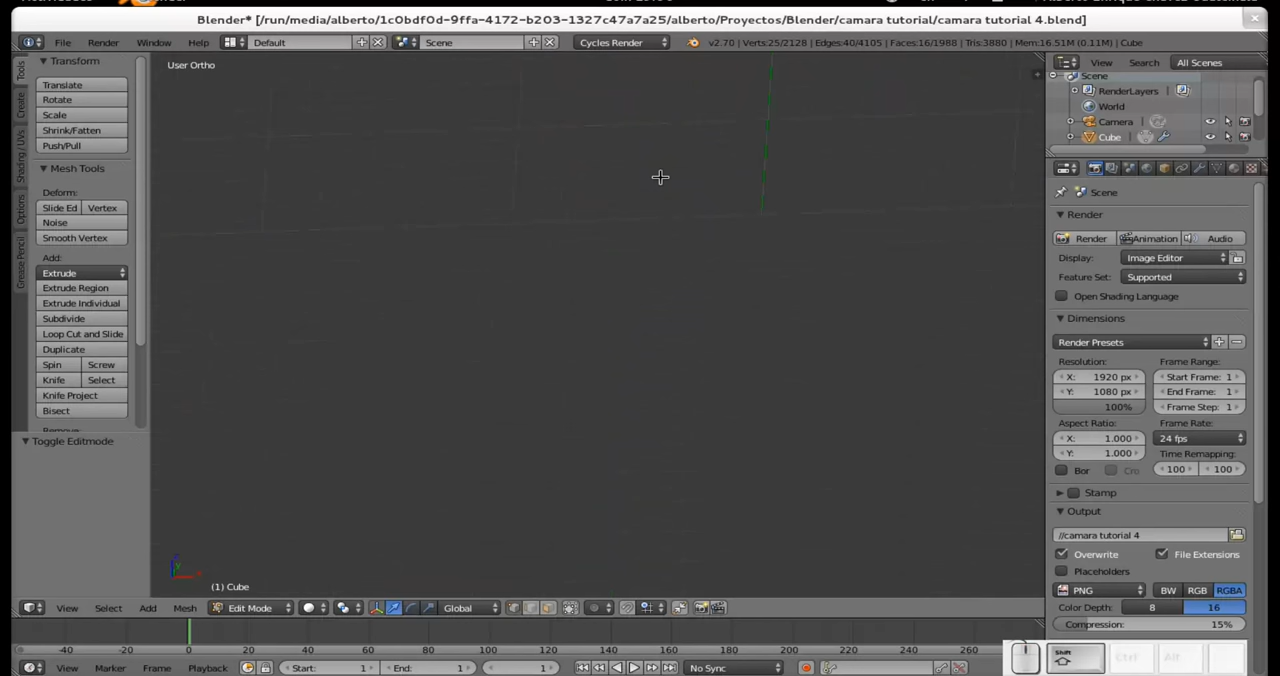 Blender* [/run/media/alberto/1c0bdf0d-9ffa-4172-b203-1327c47a7a25/alberto/Proyectos/Blender/camara tutorial/camara tutorial 4.blend]
File Render Window Help Default Scene Cycles Render v2.70 | Verts:25/2128 | Edges:40/4105 | Faces:16/1988 | Tris:3880 | Mem:16.51M (0.11M) | Cube
Tools
Create
Shading / UVs
Options
Grease Pencil
Transform
Translate
Rotate
Scale
Shrink/Fatten
Push/Pull
Mesh Tools
Deform:
Slide Ed Vertex
Noise
Smooth Vertex
Add:
Extrude
Extrude Region
Extrude Individual
Subdivide
Loop Cut and Slide
Duplicate
Spin Screw
Knife Select
Knife Project
Bisect
Toggle Editmode
User Ortho
(1) Cube
View Select Add Mesh Edit Mode Global
-40 -20 0 20 40 60 80 100 120 140 160 180 200 220 240 260
View Marker Frame Playback Start: 1 End: 1 1 No Sync
View Search All Scenes
Scene
RenderLayers
World
Camera
Cube
Scene
Render
Render Animation Audio
Display: Image Editor
Feature Set: Supported
Open Shading Language
Dimensions
Render Presets
Resolution: Frame Range:
X: 1920 px Start Frame: 1
Y: 1080 px End Frame: 1
100% Frame Step: 1
Aspect Ratio: Frame Rate:
X: 1.000 24 fps
Y: 1.000 Time Remapping:
Bor Cro 100 100
Stamp
Output
//camara tutorial 4
Overwrite File Extensions
Placeholders
PNG BW RGB RGBA
Color Depth: 8 16
Compression: 15%
Shift Ctrl Alt